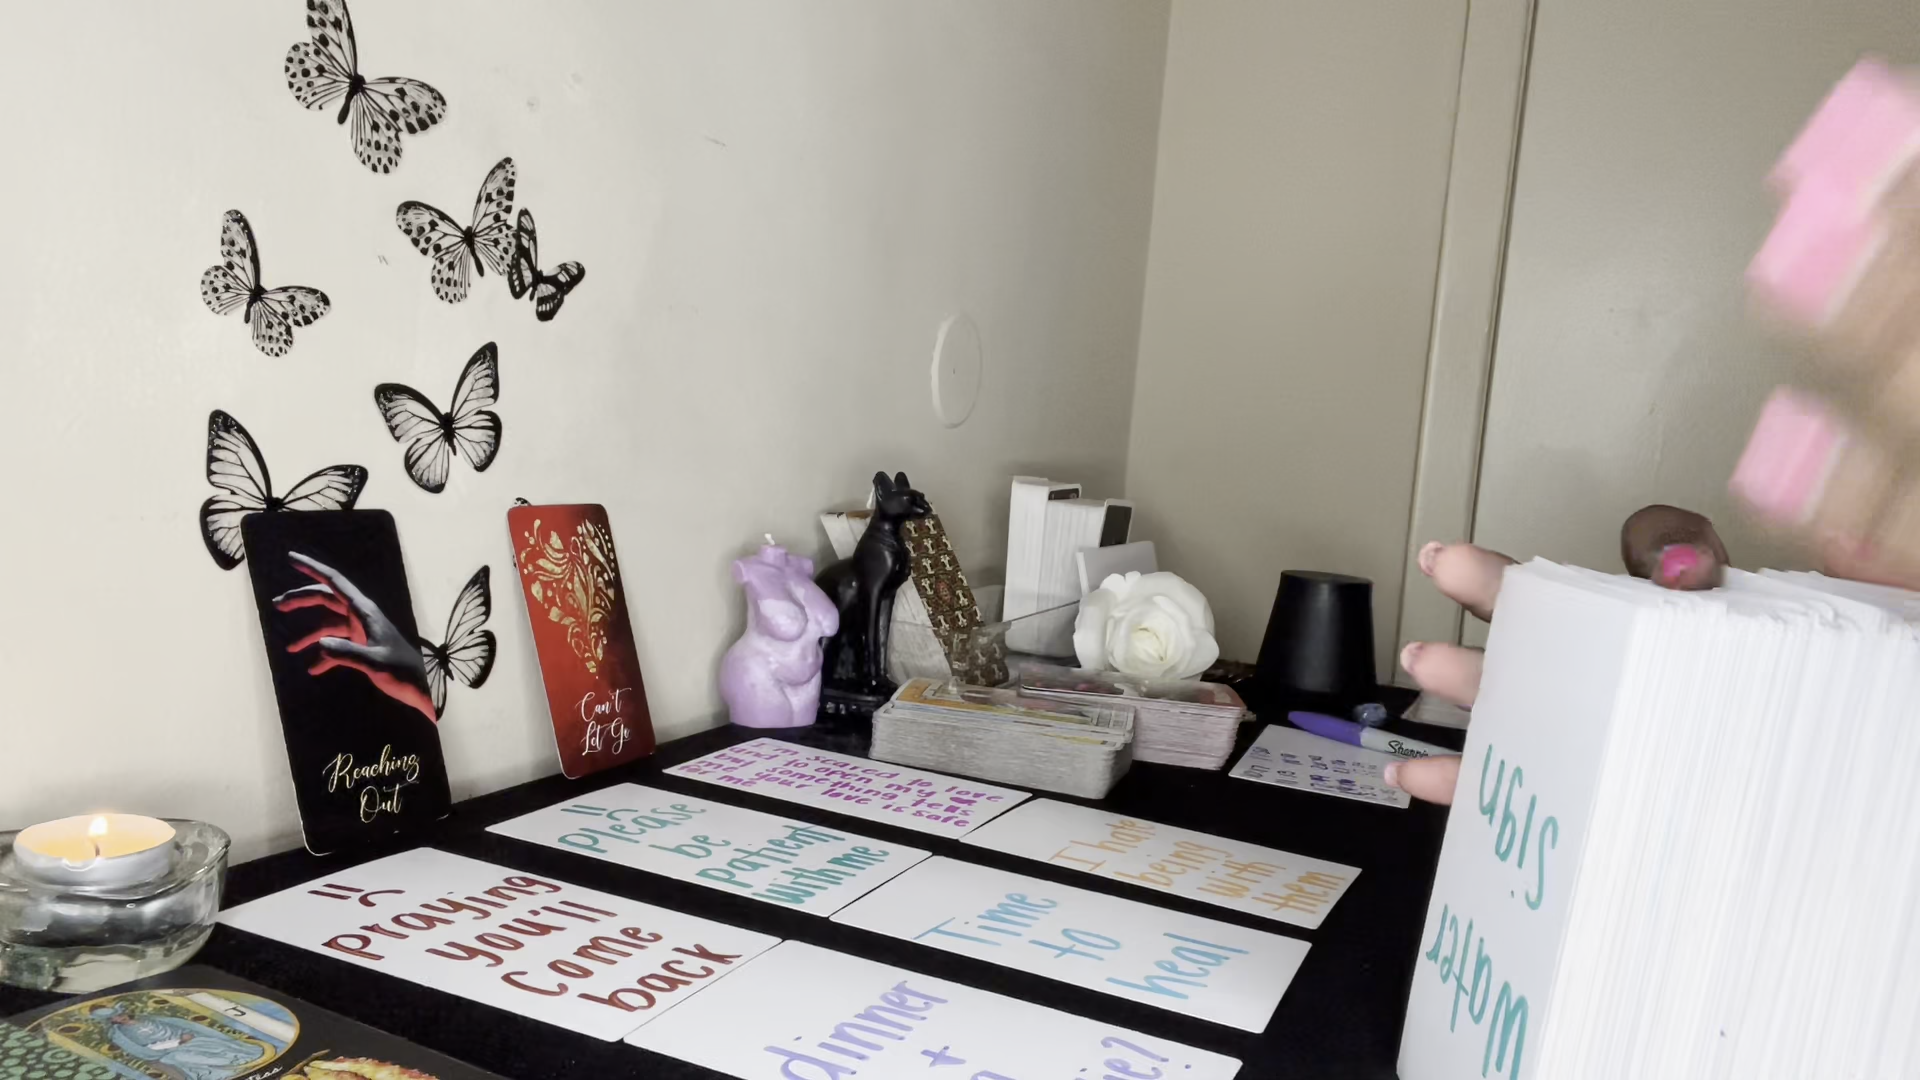 Reaching
Out
Can't
Let Go
I'm scared to love
and to open my
until something tells
me your love is safe
Please
be
patient
with me
I hate
being
with
them
praying
you'll
come
back
Time
to
heal
dinner
+
Sharpie
Water
Sign